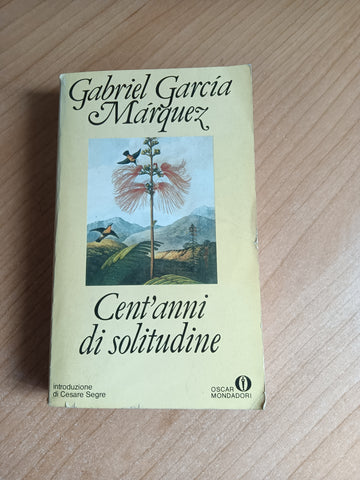 Gabriel García
Márquez
Cent'anni
di solitudine
introduzione
di Cesare Segre
OSCAR
MONDADORI